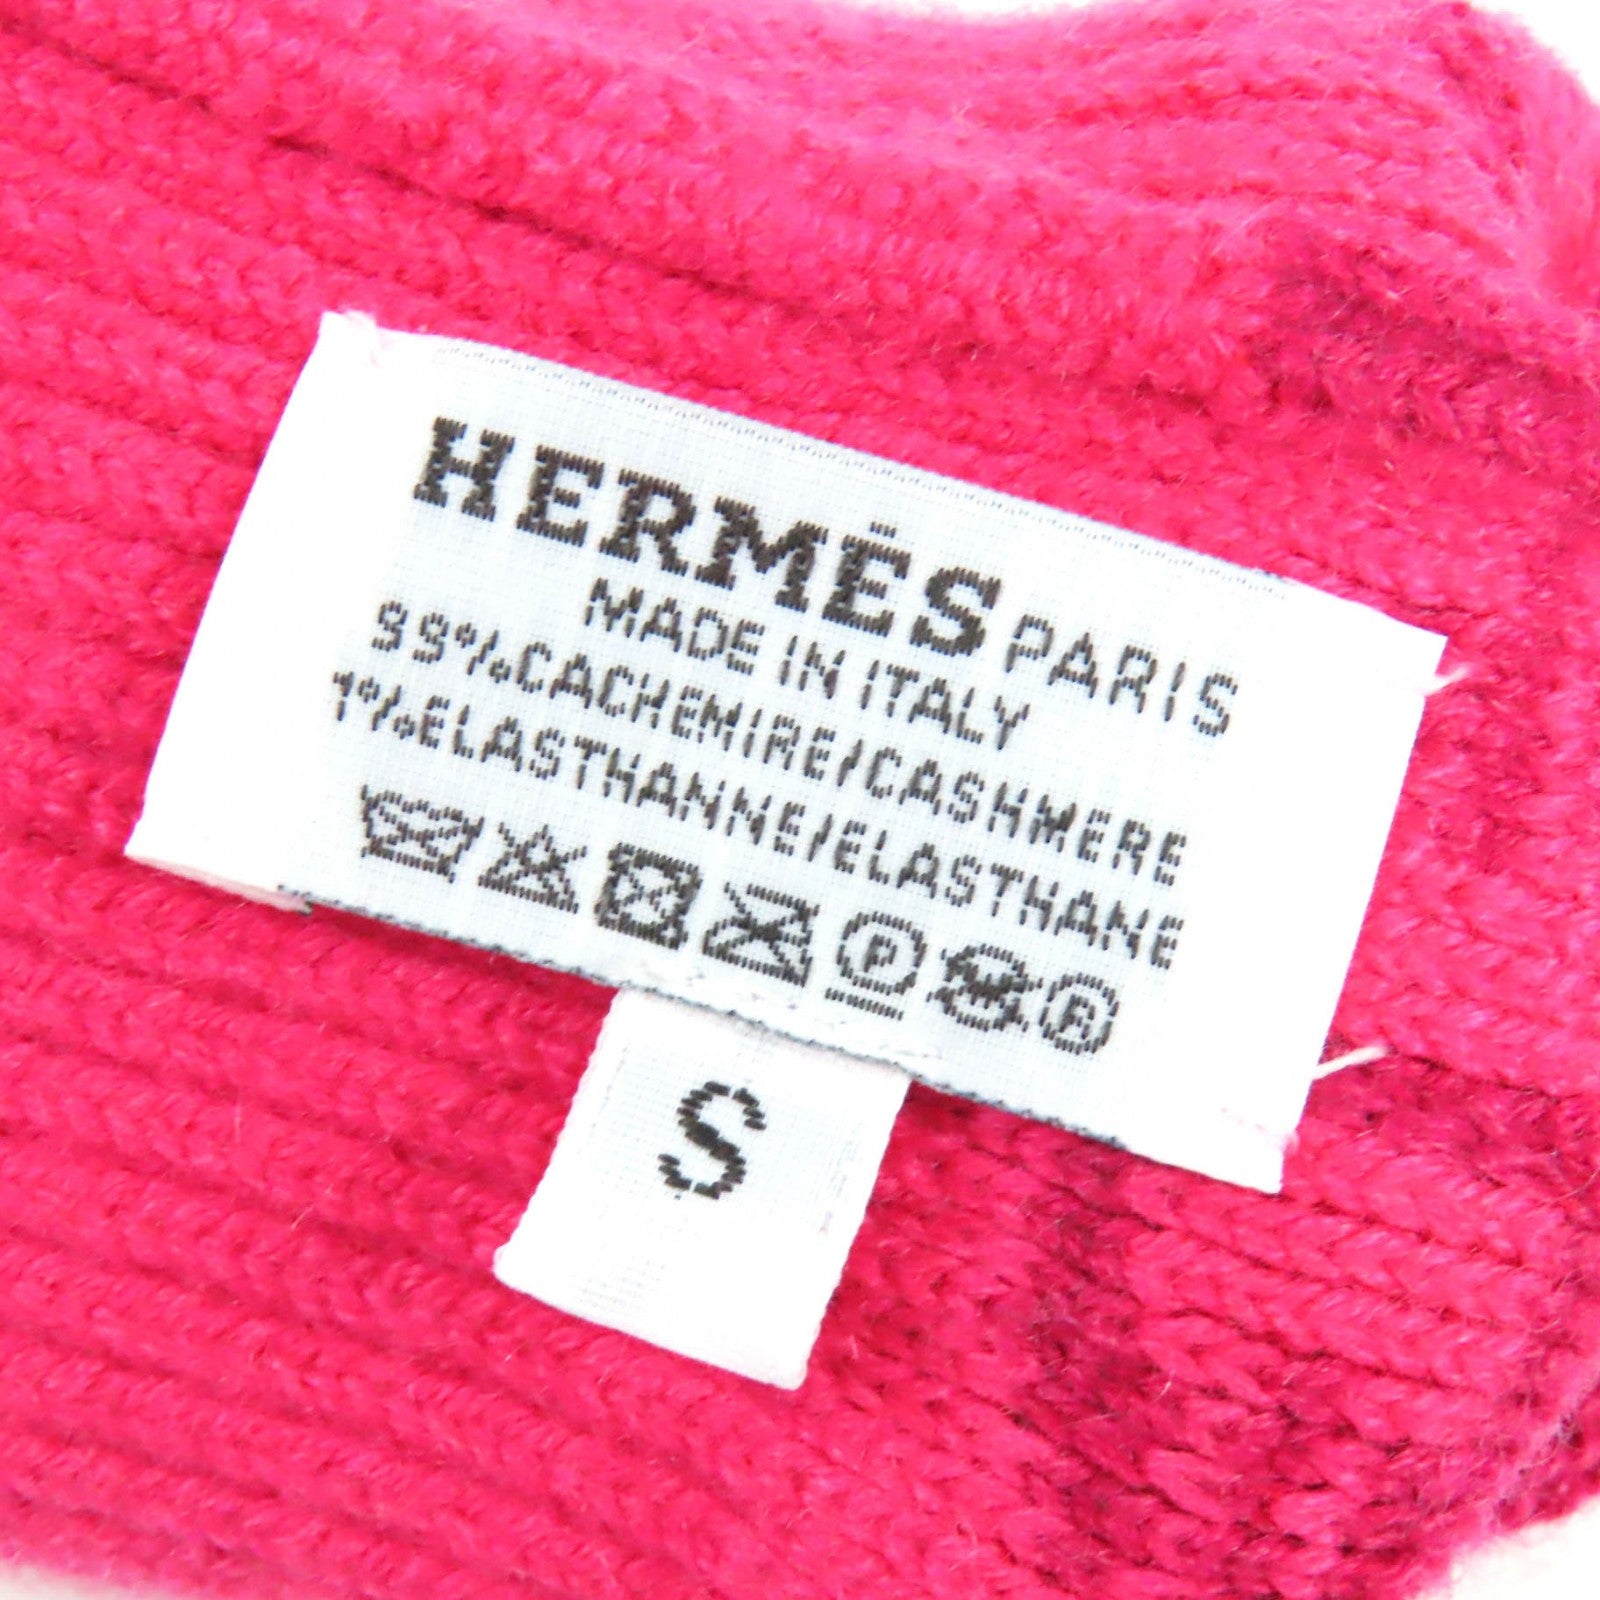 HERMÈS PARIS
MADE IN ITALY
99%CACHEMIRE/CASHMERE
1%ELASTHANNE/ELASTHANE
P R
S